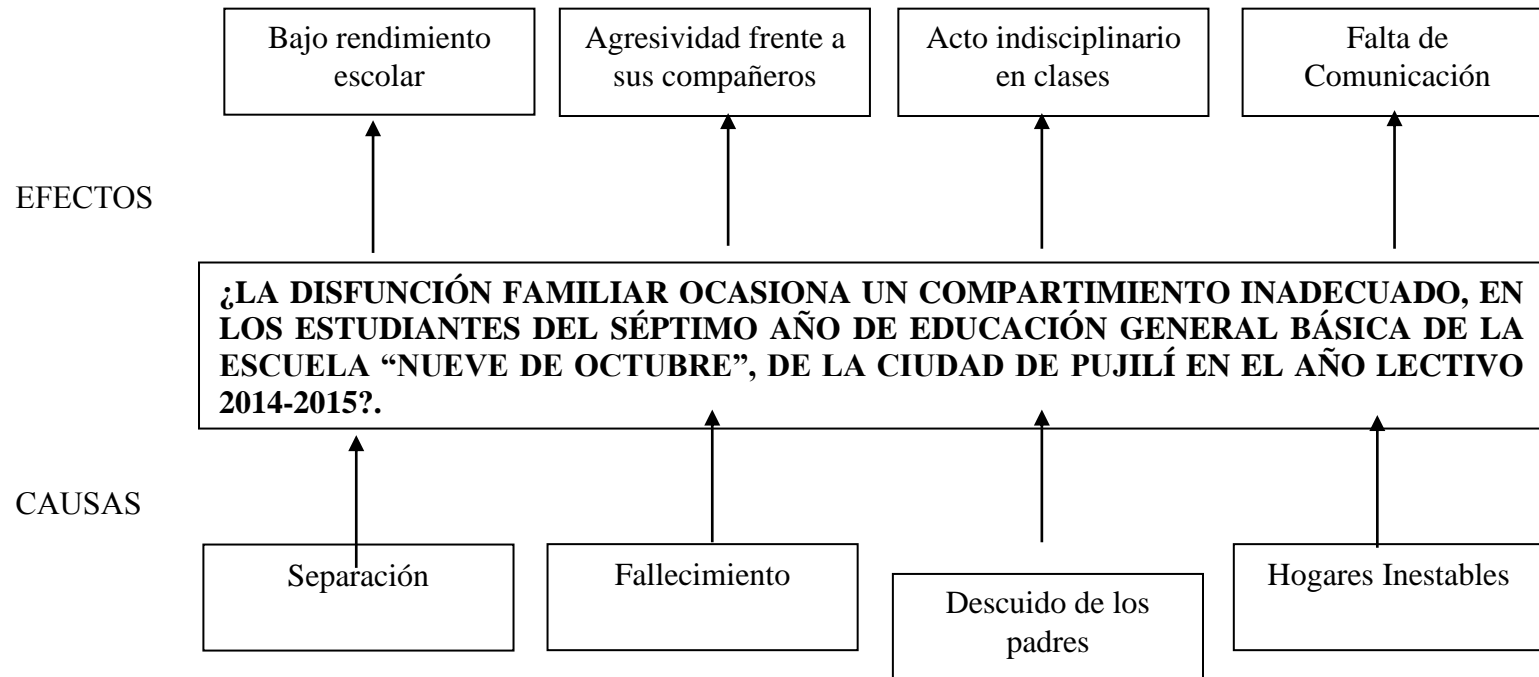 Bajo rendimiento
escolar
Agresividad frente a
sus compañeros
Acto indisciplinario
en clases
Falta de
Comunicación
EFECTOS
¿LA DISFUNCIÓN FAMILIAR OCASIONA UN COMPARTIMIENTO INADECUADO, EN
LOS ESTUDIANTES DEL SÉPTIMO AÑO DE EDUCACIÓN GENERAL BÁSICA DE LA
ESCUELA “NUEVE DE OCTUBRE”, DE LA CIUDAD DE PUJILÍ EN EL AÑO LECTIVO
2014-2015?.
CAUSAS
Separación
Fallecimiento
Descuido de los
padres
Hogares Inestables